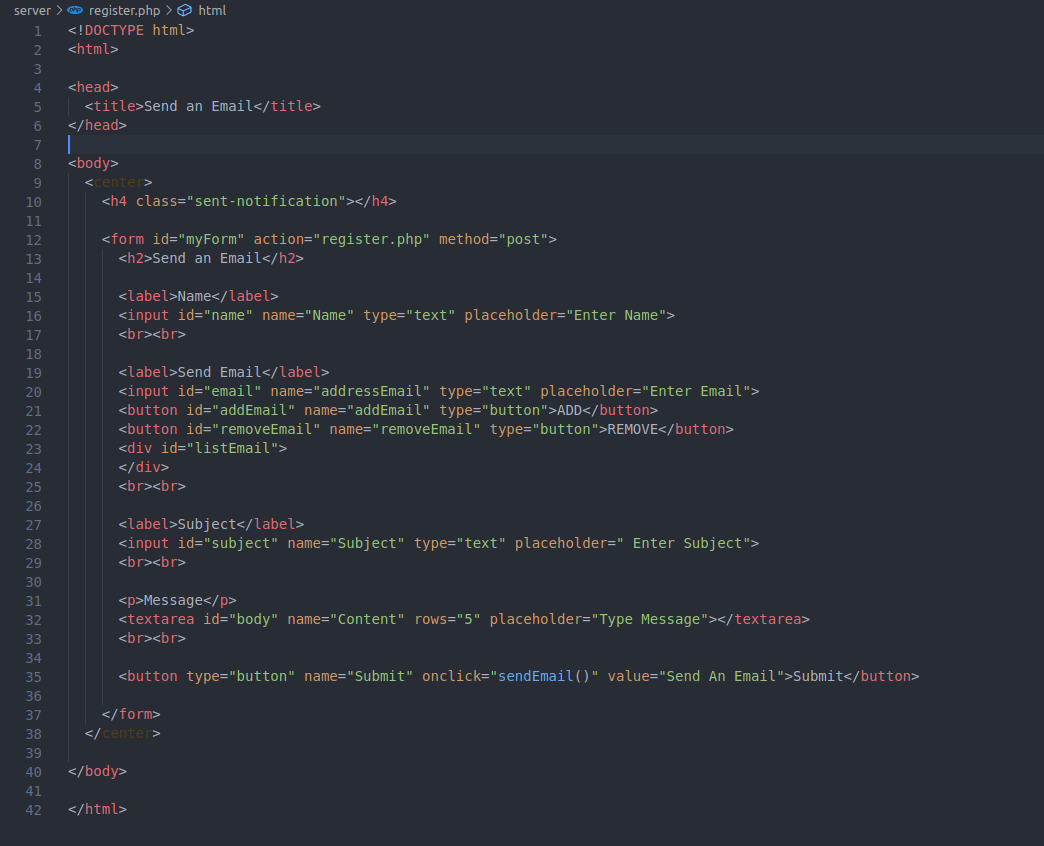 server > php register.php > html
1 <!DOCTYPE html>
2 <html>
3
4 <head>
5   <title>Send an Email</title>
6 </head>
7
8 <body>
9   <center>
10     <h4 class="sent-notification"></h4>
11
12     <form id="myForm" action="register.php" method="post">
13       <h2>Send an Email</h2>
14
15       <label>Name</label>
16       <input id="name" name="Name" type="text" placeholder="Enter Name">
17       <br><br>
18
19       <label>Send Email</label>
20       <input id="email" name="addressEmail" type="text" placeholder="Enter Email">
21       <button id="addEmail" name="addEmail" type="button">ADD</button>
22       <button id="removeEmail" name="removeEmail" type="button">REMOVE</button>
23       <div id="listEmail">
24       </div>
25       <br><br>
26
27       <label>Subject</label>
28       <input id="subject" name="Subject" type="text" placeholder=" Enter Subject">
29       <br><br>
30
31       <p>Message</p>
32       <textarea id="body" name="Content" rows="5" placeholder="Type Message"></textarea>
33       <br><br>
34
35       <button type="button" name="Submit" onclick="sendEmail()" value="Send An Email">Submit</button>
36
37     </form>
38   </center>
39
40 </body>
41
42 </html>